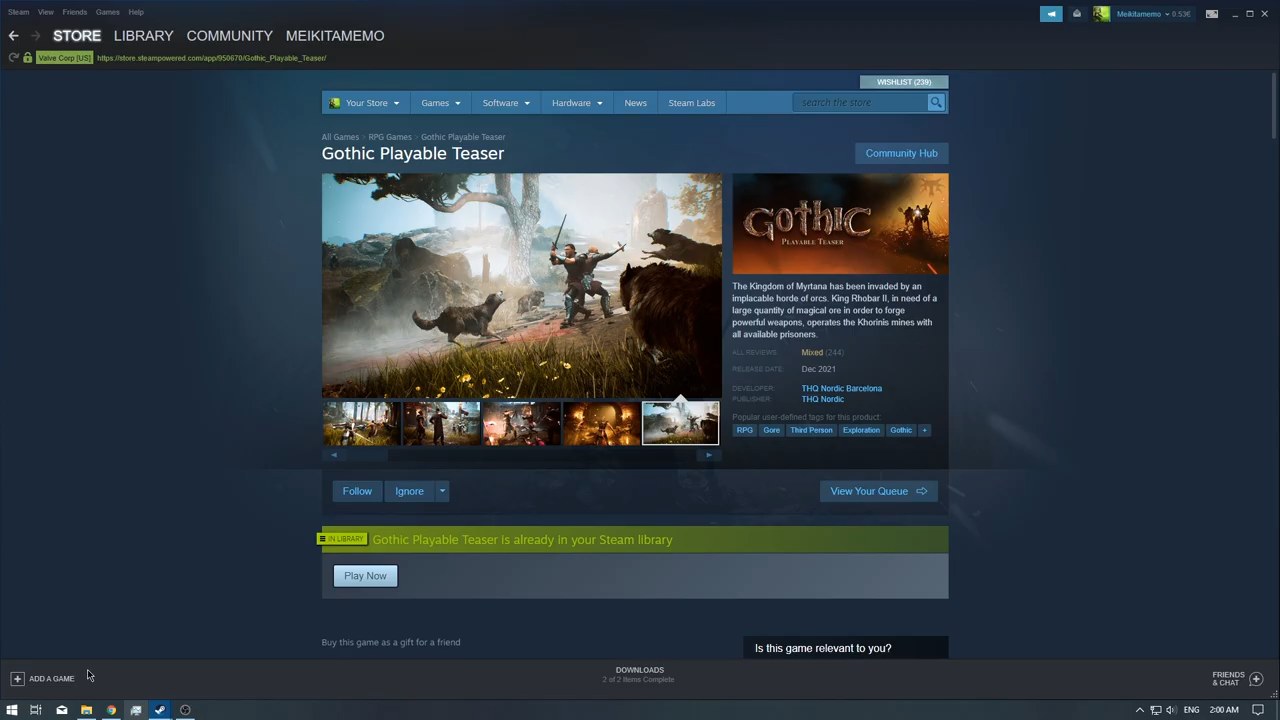 Steam View Friends Games Help
Meikitamemo 0.53€
STORE LIBRARY COMMUNITY MEIKITAMEMO
Valve Corp [US] https://store.steampowered.com/app/950670/Gothic_Playable_Teaser/
WISHLIST (239)
Your Store Games Software Hardware News Steam Labs search the store
All Games > RPG Games > Gothic Playable Teaser
Gothic Playable Teaser
Community Hub
GOTHIC
PLAYABLE TEASER
The Kingdom of Myrtana has been invaded by an
implacable horde of orcs. King Rhobar II, in need of a
large quantity of magical ore in order to forge
powerful weapons, operates the Khorinis mines with
all available prisoners.
ALL REVIEWS: Mixed (244)
RELEASE DATE: Dec 2021
DEVELOPER: THQ Nordic Barcelona
PUBLISHER: THQ Nordic
Popular user-defined tags for this product:
RPG Gore Third Person Exploration Gothic +
Follow Ignore View Your Queue
IN LIBRARY Gothic Playable Teaser is already in your Steam library
Play Now
Buy this game as a gift for a friend
Is this game relevant to you?
ADD A GAME
DOWNLOADS
2 of 2 Items Complete
FRIENDS
& CHAT
ENG 2:00 AM